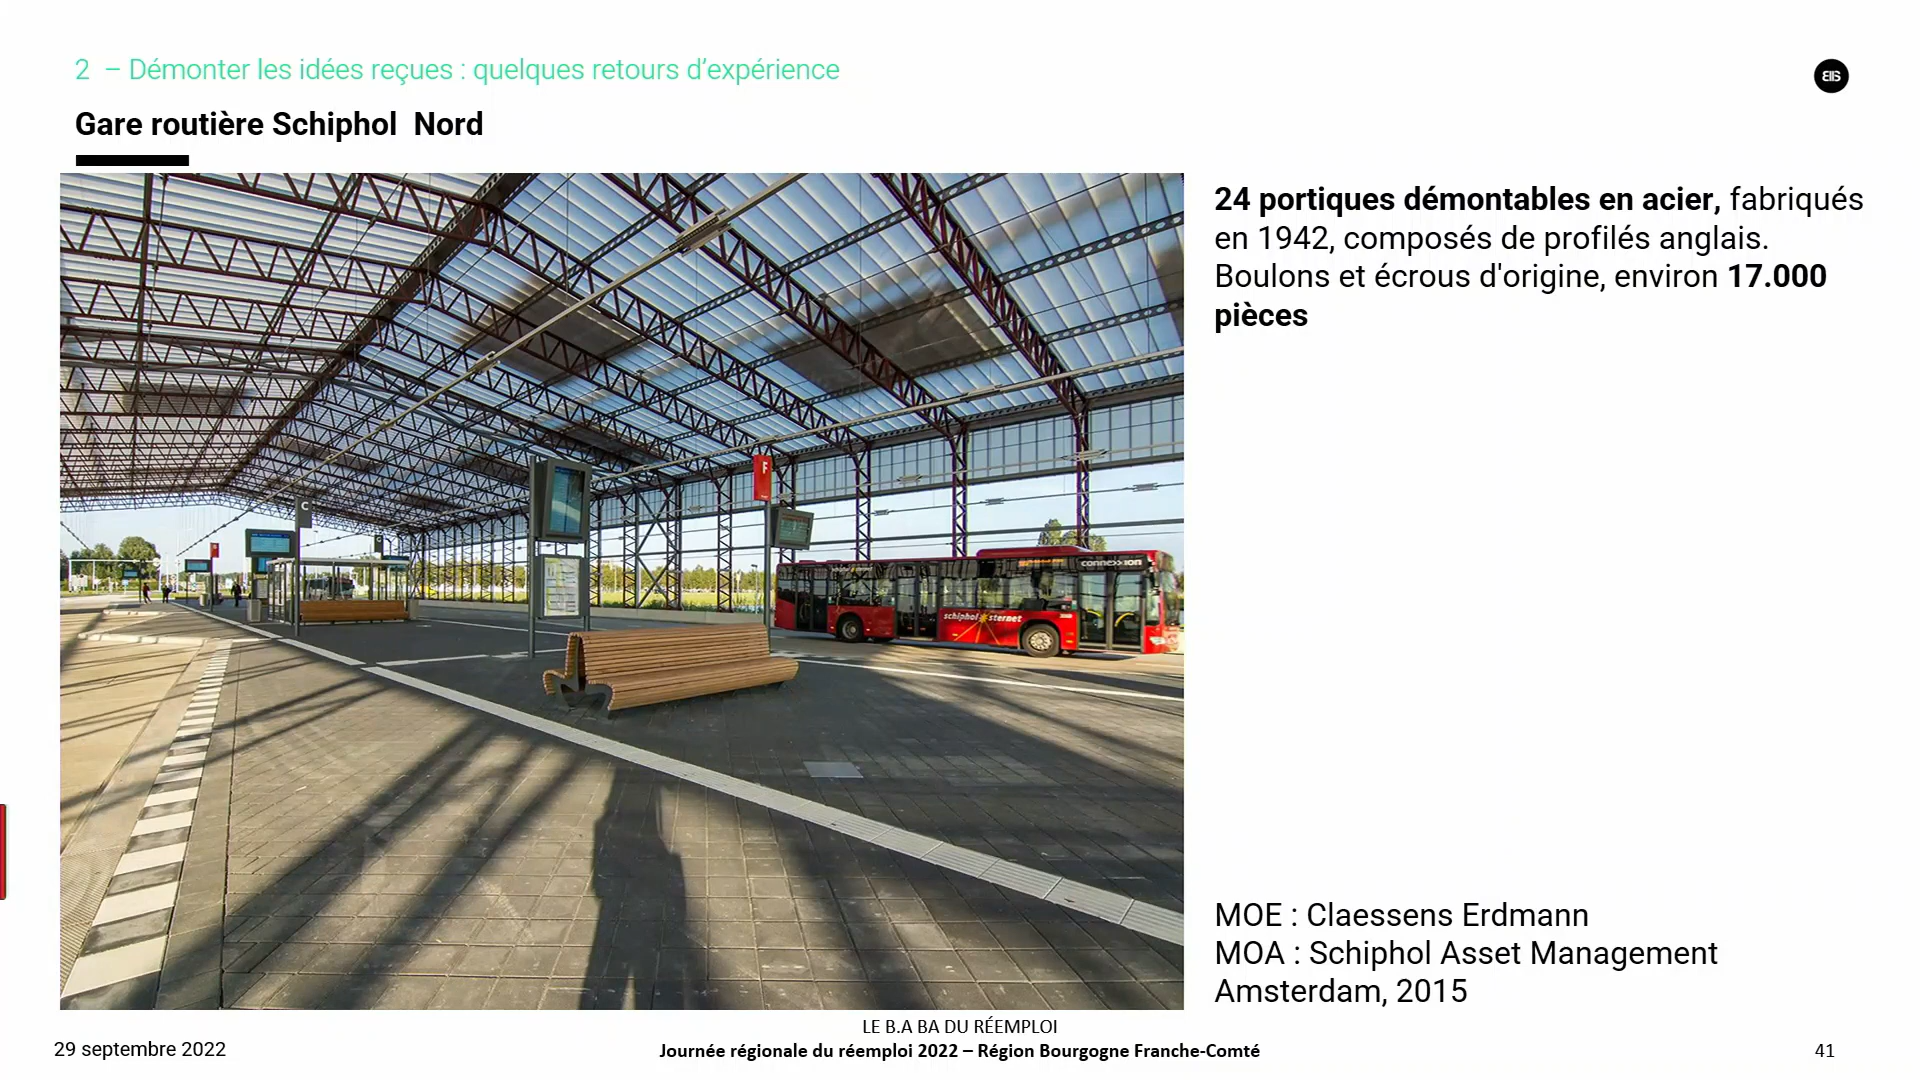 2 – Démonter les idées reçues : quelques retours d’expérience
Gare routière Schiphol Nord
24 portiques démontables en acier, fabriqués
en 1942, composés de profilés anglais.
Boulons et écrous d'origine, environ 17.000
pièces
C
F
connexxion
schiphol sternet
MOE : Claessens Erdmann
MOA : Schiphol Asset Management
Amsterdam, 2015
LE B.A BA DU RÉEMPLOI
29 septembre 2022
Journée régionale du réemploi 2022 – Région Bourgogne Franche-Comté
41